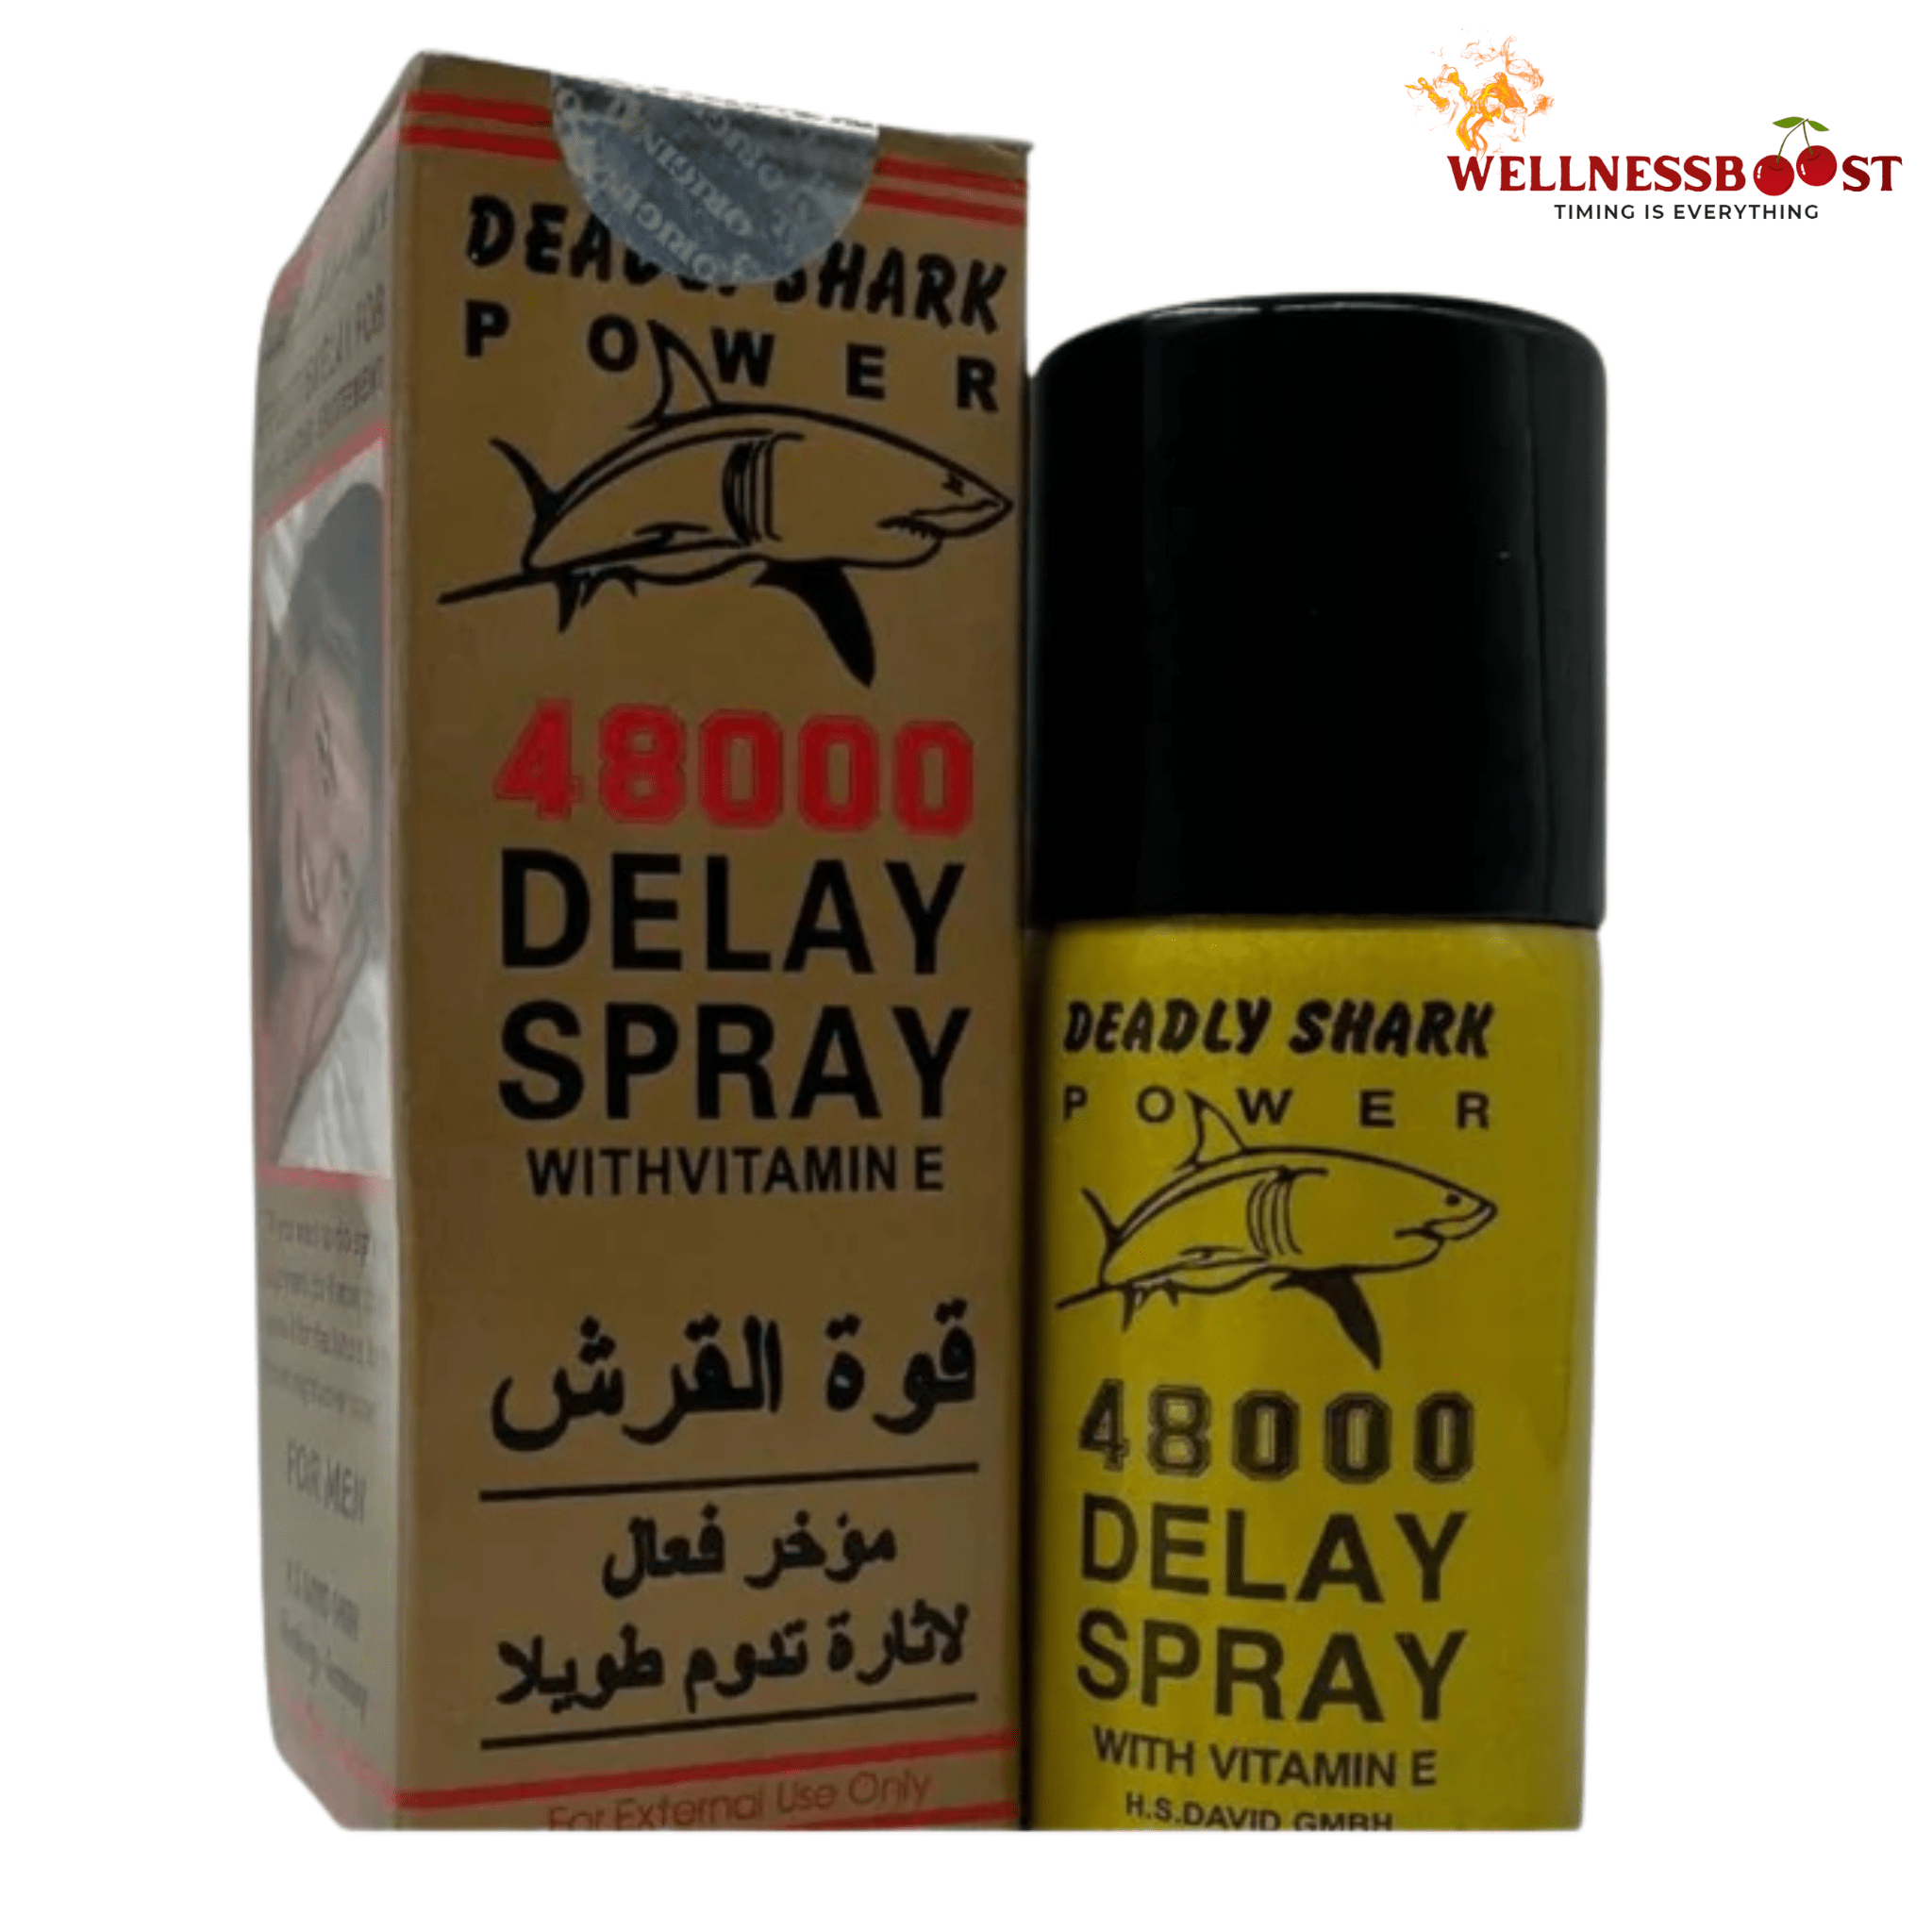 WELLNESSBOOST
TIMING IS EVERYTHING
ORIGINAL
DEADLY SHARK
POWER
48000
DELAY
SPRAY
WITHVITAMIN E
قوة القرش
مؤخر فعال
لاثارة تدوم طويلا
For External Use Only
FOR MEN
DEADLY SHARK
POWER
48000
DELAY
SPRAY
WITH VITAMIN E
H.S.DAVID GMBH